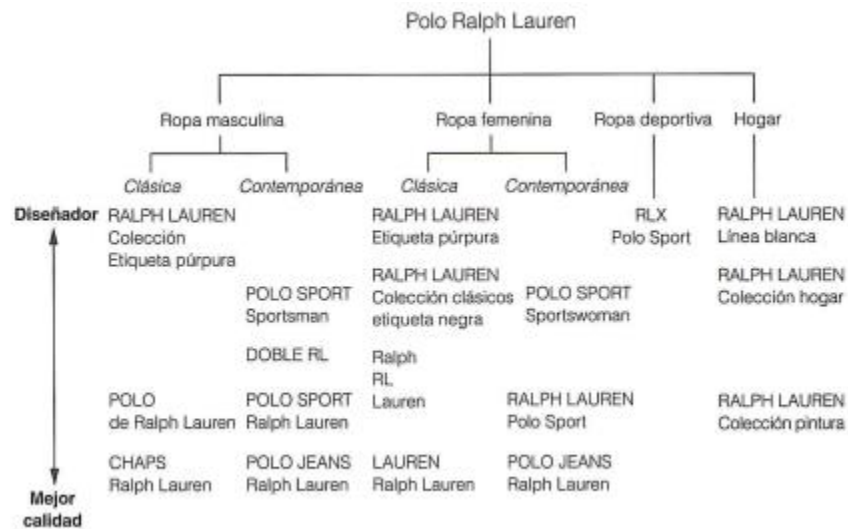 Polo Ralph Lauren
Ropa masculina
Ropa femenina
Ropa deportiva
Hogar
Clásica
Contemporánea
Clásica
Contemporánea
Diseñador
RALPH LAUREN
Colección
Etiqueta púrpura
RALPH LAUREN
Etiqueta púrpura
RLX
Polo Sport
RALPH LAUREN
Línea blanca
POLO SPORT
Sportsman
RALPH LAUREN
Colección clásicos
etiqueta negra
POLO SPORT
Sportswoman
RALPH LAUREN
Colección hogar
DOBLE RL
Ralph
RL
Lauren
POLO
de Ralph Lauren
POLO SPORT
Ralph Lauren
RALPH LAUREN
Polo Sport
RALPH LAUREN
Colección pintura
CHAPS
Ralph Lauren
POLO JEANS
Ralph Lauren
LAUREN
Ralph Lauren
POLO JEANS
Ralph Lauren
Mejor
calidad